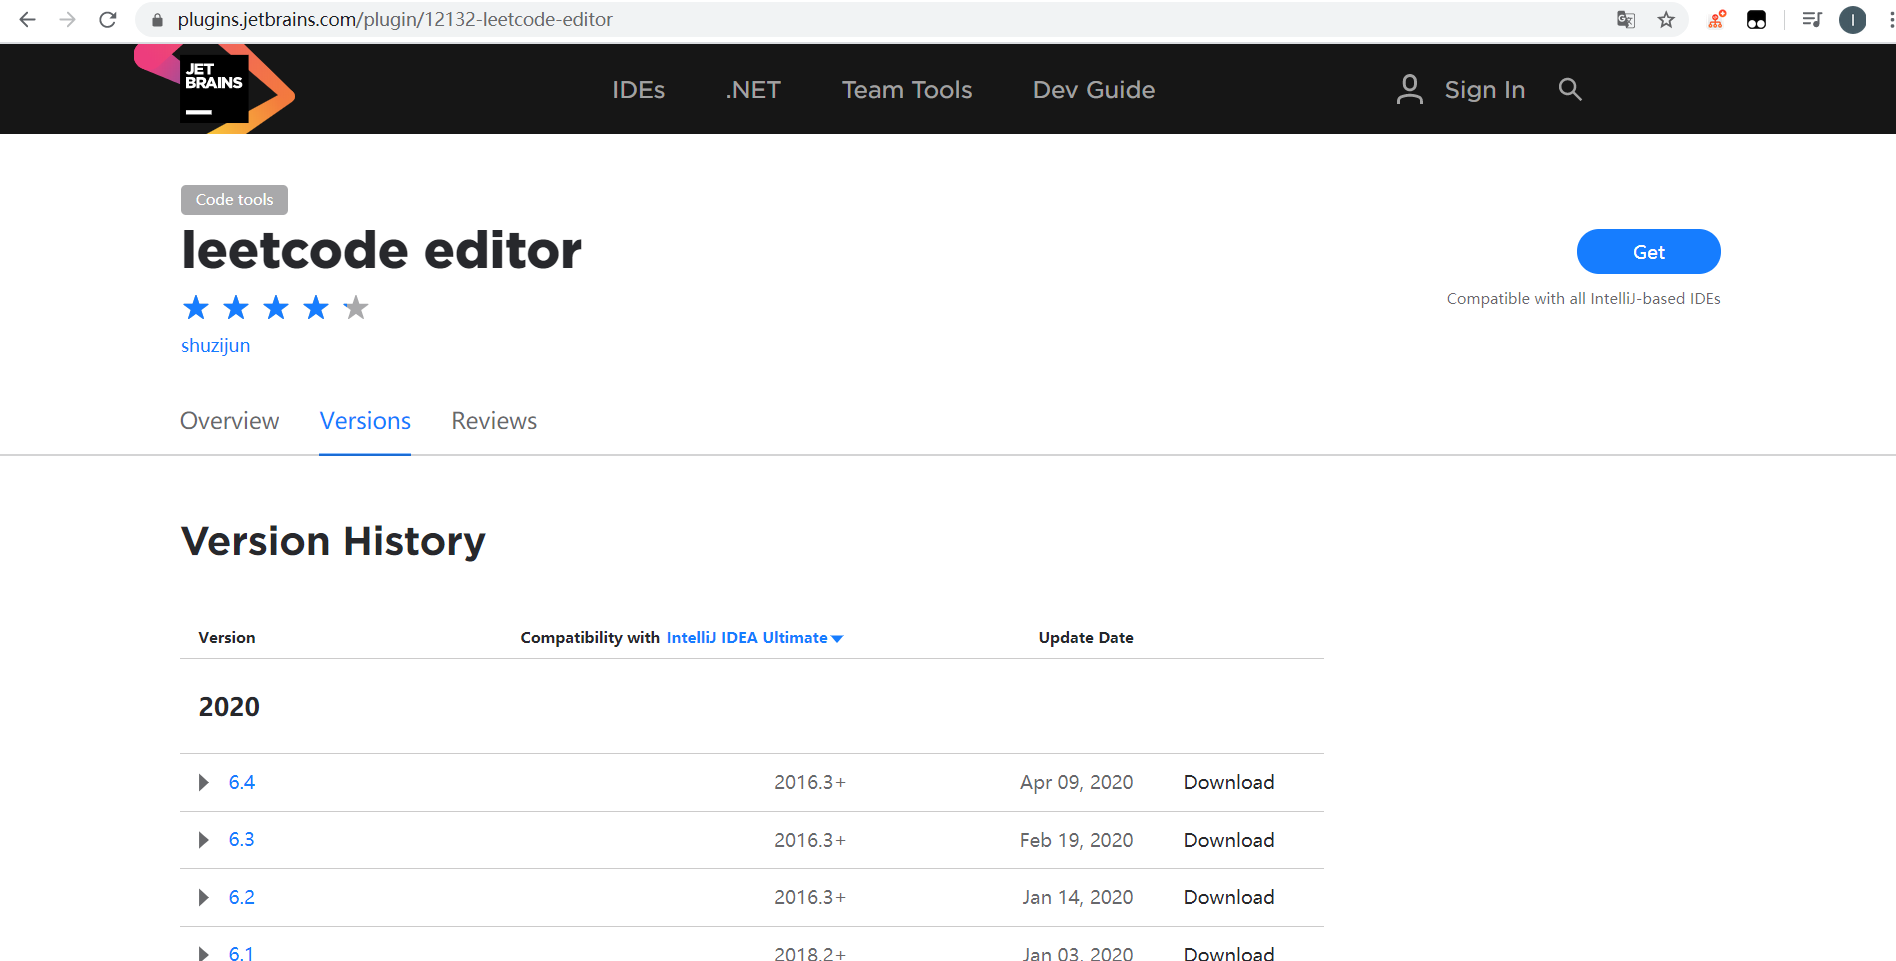 plugins.jetbrains.com/plugin/12132-leetcode-editor
I
JET
BRAINS
IDEs .NET Team Tools Dev Guide Sign In
Code tools
leetcode editor
Get
Compatible with all IntelliJ-based IDEs
shuzijun
Overview Versions Reviews
Version History
Version Compatibility with IntelliJ IDEA Ultimate Update Date
2020
6.4 2016.3+ Apr 09, 2020 Download
6.3 2016.3+ Feb 19, 2020 Download
6.2 2016.3+ Jan 14, 2020 Download
6.1 2018.2+ Jan 03, 2020 Download